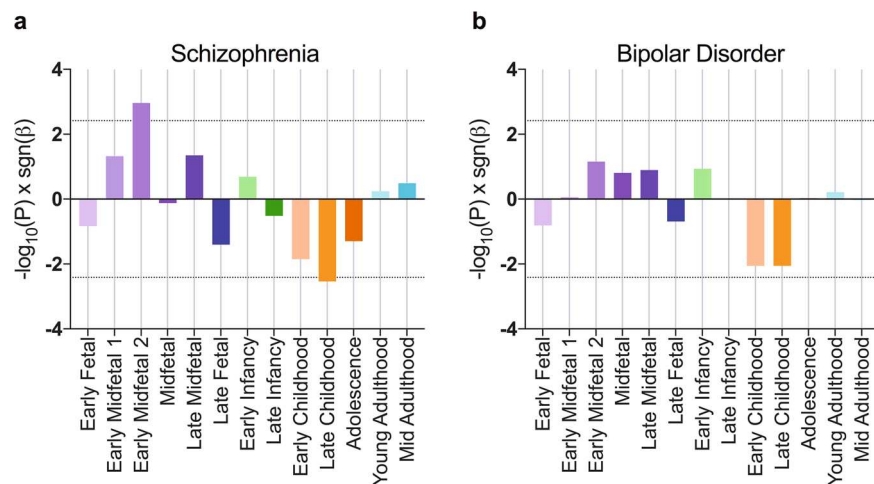 a
Schizophrenia
-log10(P) x sgn(β)
4
2
0
-2
-4
Early Fetal
Early Midfetal 1
Early Midfetal 2
Midfetal
Late Midfetal
Late Fetal
Early Infancy
Late Infancy
Early Childhood
Late Childhood
Adolescence
Young Adulthood
Mid Adulthood
b
Bipolar Disorder
-log10(P) x sgn(β)
4
2
0
-2
-4
Early Fetal
Early Midfetal 1
Early Midfetal 2
Midfetal
Late Midfetal
Late Fetal
Early Infancy
Late Infancy
Early Childhood
Late Childhood
Adolescence
Young Adulthood
Mid Adulthood